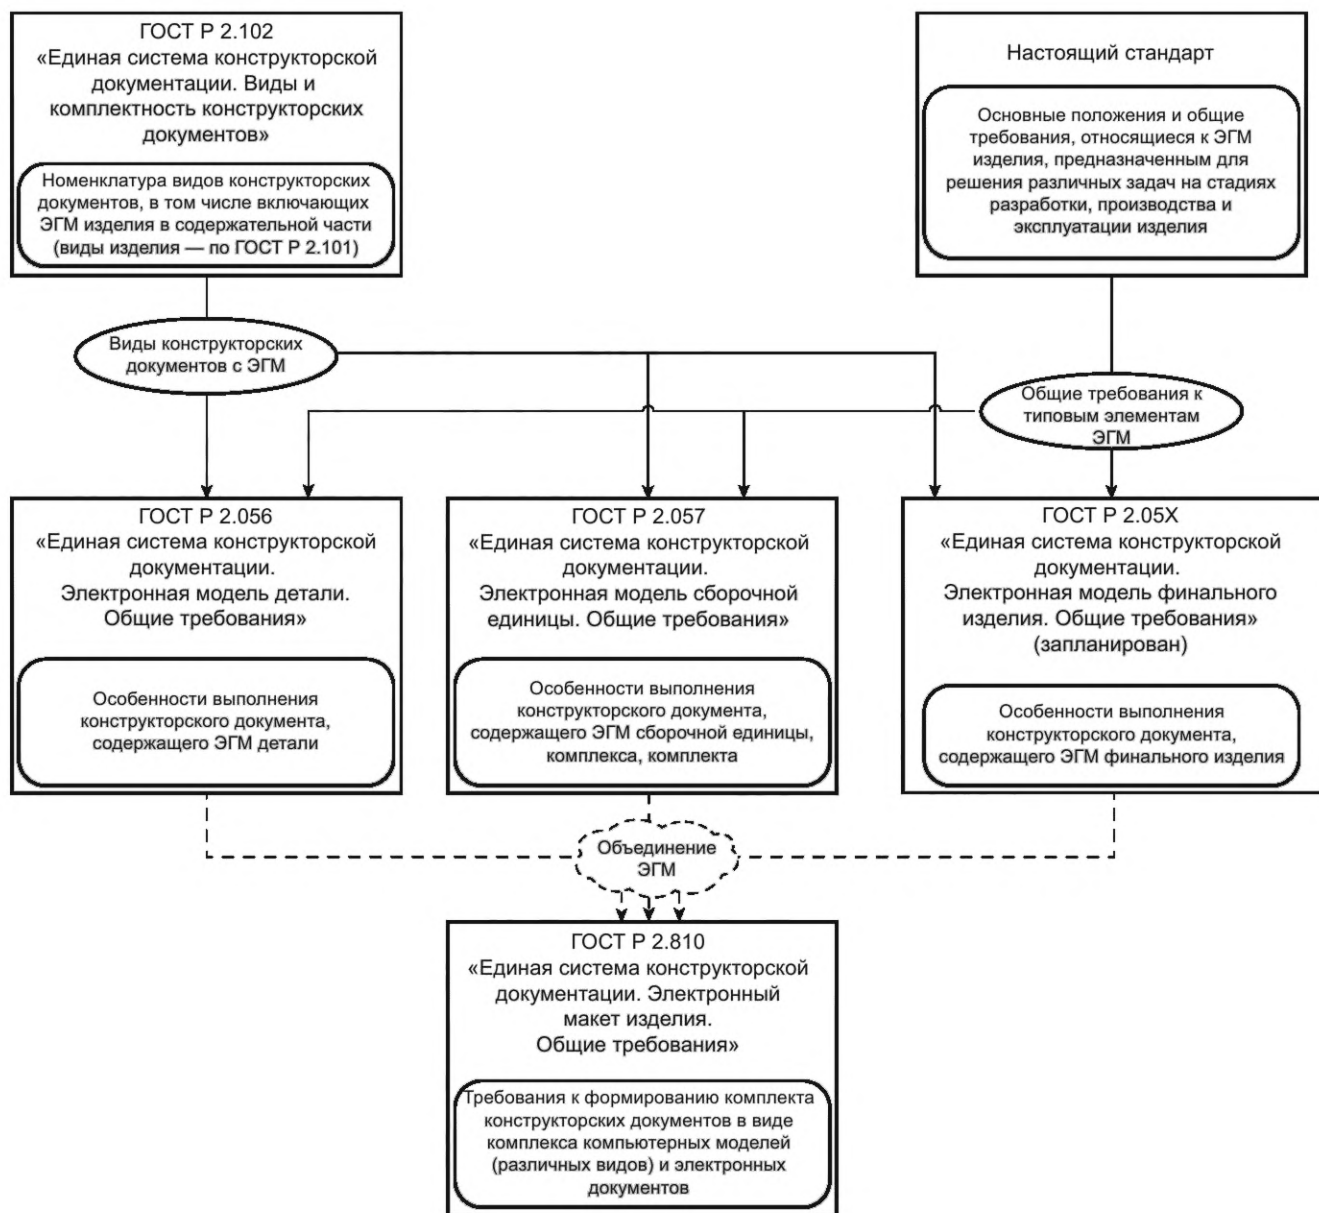 ГОСТ Р 2.102
«Единая система конструкторской
документации. Виды и
комплектность конструкторских
документов»
Номенклатура видов конструкторских
документов, в том числе включающих
ЭГМ изделия в содержательной части
(виды изделия — по ГОСТ Р 2.101)
Настоящий стандарт
Основные положения и общие
требования, относящиеся к ЭГМ
изделия, предназначенным для
решения различных задач на стадиях
разработки, производства и
эксплуатации изделия
Виды конструкторских
документов с ЭГМ
Общие требования к
типовым элементам
ЭГМ
ГОСТ Р 2.056
«Единая система конструкторской
документации.
Электронная модель детали.
Общие требования»
Особенности выполнения
конструкторского документа,
содержащего ЭГМ детали
ГОСТ Р 2.057
«Единая система конструкторской
документации.
Электронная модель сборочной
единицы. Общие требования»
Особенности выполнения
конструкторского документа,
содержащего ЭГМ сборочной единицы,
комплекса, комплекта
ГОСТ Р 2.05X
«Единая система конструкторской
документации.
Электронная модель финального
изделия. Общие требования»
(запланирован)
Особенности выполнения
конструкторского документа,
содержащего ЭГМ финального изделия
Объединение
ЭГМ
ГОСТ Р 2.810
«Единая система конструкторской
документации. Электронный
макет изделия.
Общие требования»
Требования к формированию комплекта
конструкторских документов в виде
комплекса компьютерных моделей
(различных видов) и электронных
документов